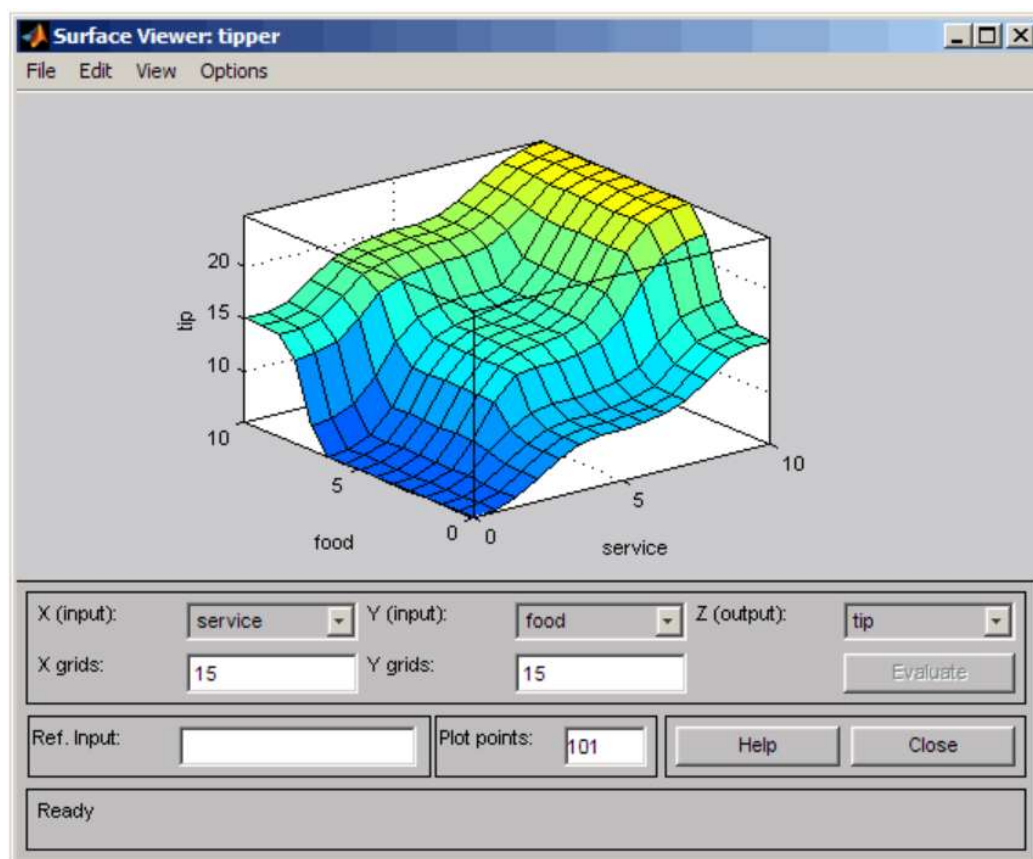 Surface Viewer: tipper
File Edit View Options
20
15
10
tip
10
5
0
food
0
5
10
service
X (input): service Y (input): food Z (output): tip
X grids: 15 Y grids: 15 Evaluate
Ref. Input: Plot points: 101 Help Close
Ready